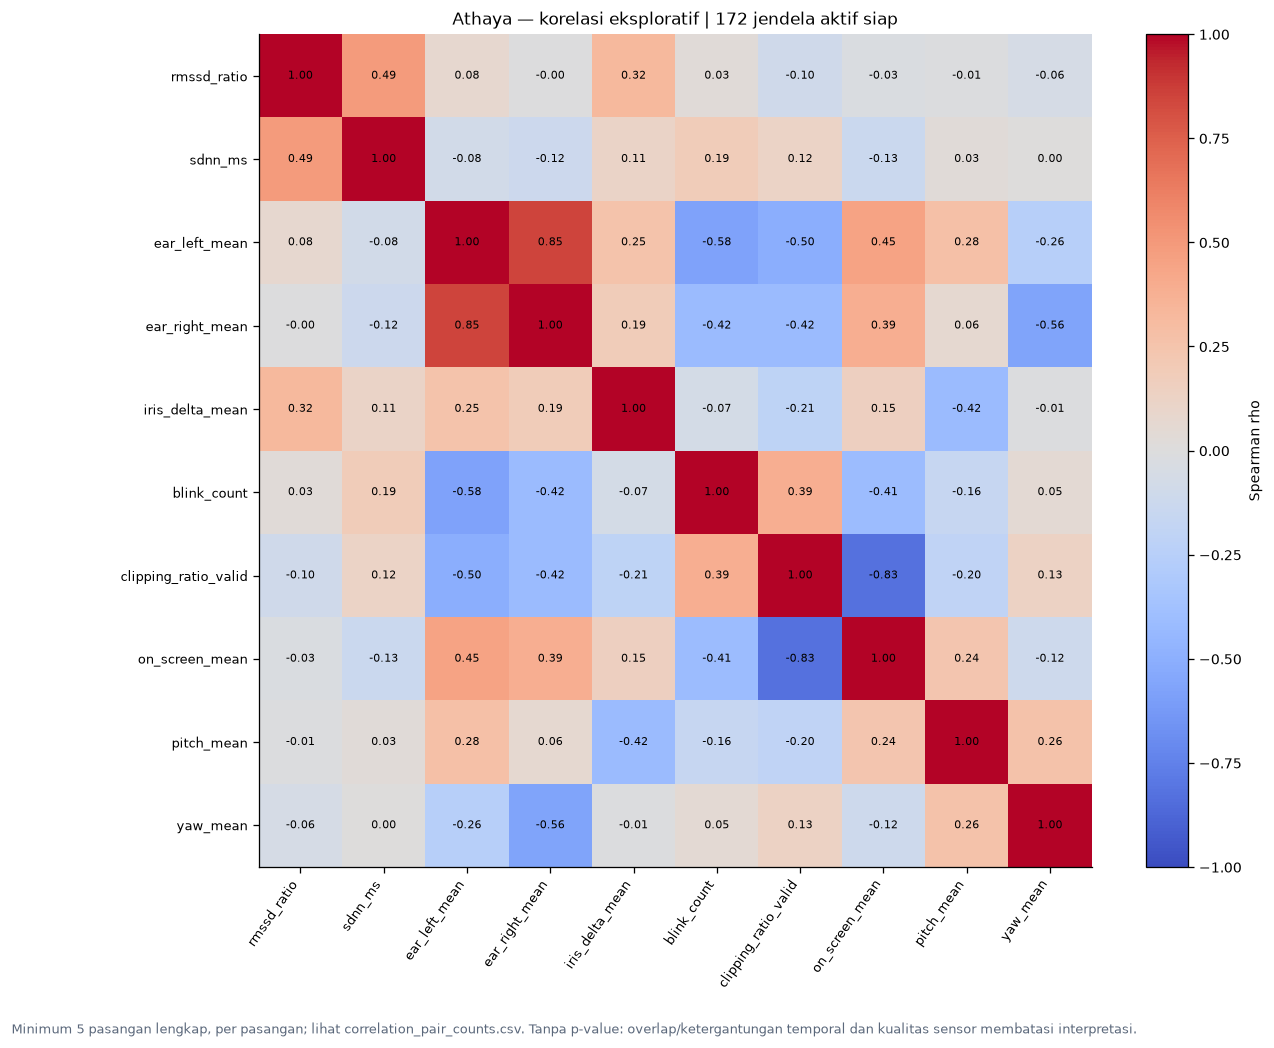 Athaya — korelasi eksploratif | 172 jendela aktif siap
rmssd_ratio 1.00 0.49 0.08 -0.00 0.32 0.03 -0.10 -0.03 -0.01 -0.06
sdnn_ms 0.49 1.00 -0.08 -0.12 0.11 0.19 0.12 -0.13 0.03 0.00
ear_left_mean 0.08 -0.08 1.00 0.85 0.25 -0.58 -0.50 0.45 0.28 -0.26
ear_right_mean -0.00 -0.12 0.85 1.00 0.19 -0.42 -0.42 0.39 0.06 -0.56
iris_delta_mean 0.32 0.11 0.25 0.19 1.00 -0.07 -0.21 0.15 -0.42 -0.01
blink_count 0.03 0.19 -0.58 -0.42 -0.07 1.00 0.39 -0.41 -0.16 0.05
clipping_ratio_valid -0.10 0.12 -0.50 -0.42 -0.21 0.39 1.00 -0.83 -0.20 0.13
on_screen_mean -0.03 -0.13 0.45 0.39 0.15 -0.41 -0.83 1.00 0.24 -0.12
pitch_mean -0.01 0.03 0.28 0.06 -0.42 -0.16 -0.20 0.24 1.00 0.26
yaw_mean -0.06 0.00 -0.26 -0.56 -0.01 0.05 0.13 -0.12 0.26 1.00
rmssd_ratio sdnn_ms ear_left_mean ear_right_mean iris_delta_mean blink_count clipping_ratio_valid on_screen_mean pitch_mean yaw_mean
1.00
0.75
0.50
0.25
0.00
−0.25
−0.50
−0.75
−1.00
Spearman rho
Minimum 5 pasangan lengkap, per pasangan; lihat correlation_pair_counts.csv. Tanpa p-value: overlap/ketergantungan temporal dan kualitas sensor membatasi interpretasi.